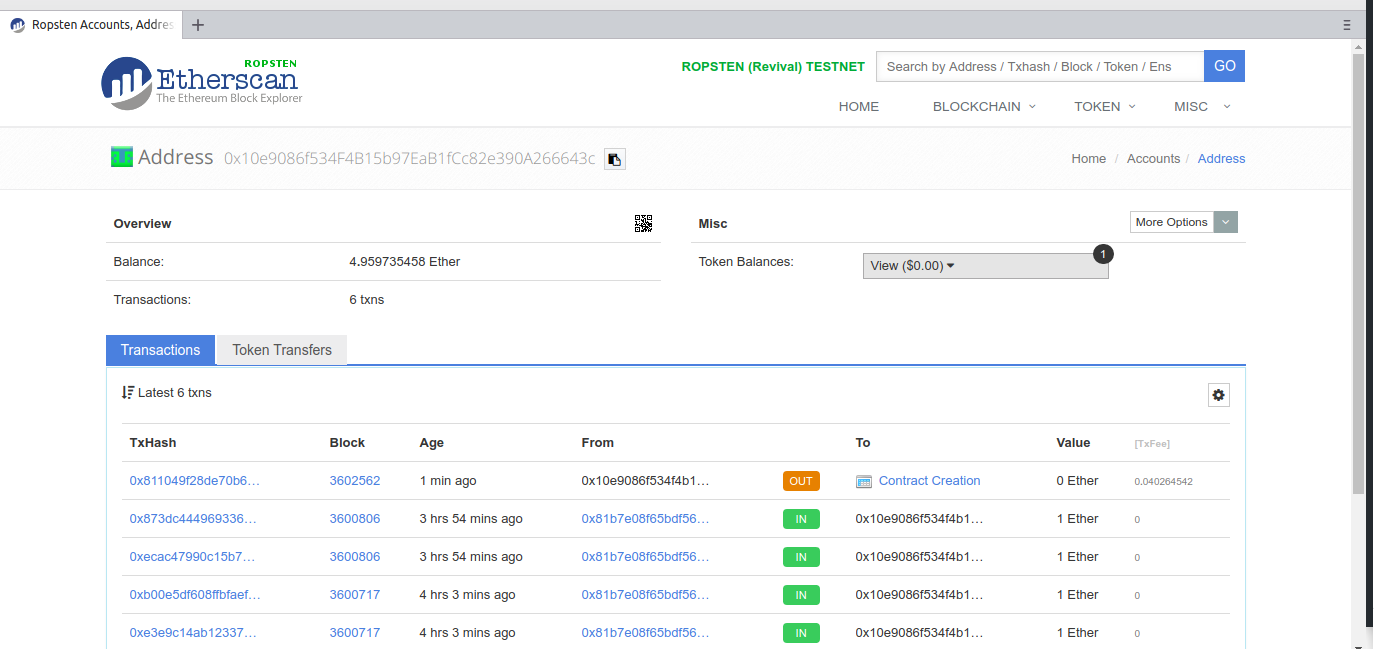 Ropsten Accounts, Addres
ROPSTEN
Etherscan
The Ethereum Block Explorer
ROPSTEN (Revival) TESTNET
Search by Address / Txhash / Block / Token / Ens
GO
HOME BLOCKCHAIN TOKEN MISC
Address 0x10e9086f534F4B15b97EaB1fCc82e390A266643c
Home / Accounts / Address
Overview
Balance: 4.959735458 Ether
Transactions: 6 txns
Misc
More Options
Token Balances: View ($0.00)
1
Transactions Token Transfers
Latest 6 txns
TxHash Block Age From To Value [TxFee]
0x811049f28de70b6… 3602562 1 min ago 0x10e9086f534f4b1… OUT Contract Creation 0 Ether 0.040264542
0x873dc444969336… 3600806 3 hrs 54 mins ago 0x81b7e08f65bdf56… IN 0x10e9086f534f4b1… 1 Ether 0
0xecac47990c15b7… 3600806 3 hrs 54 mins ago 0x81b7e08f65bdf56… IN 0x10e9086f534f4b1… 1 Ether 0
0xb00e5df608ffbfaef… 3600717 4 hrs 3 mins ago 0x81b7e08f65bdf56… IN 0x10e9086f534f4b1… 1 Ether 0
0xe3e9c14ab12337… 3600717 4 hrs 3 mins ago 0x81b7e08f65bdf56… IN 0x10e9086f534f4b1… 1 Ether 0